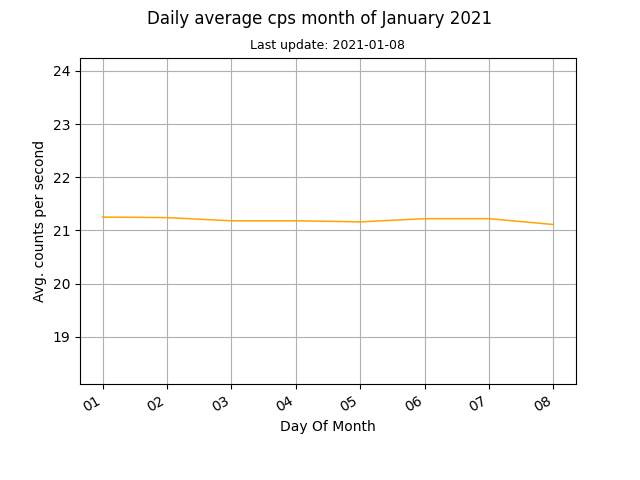 Daily average cps month of January 2021
Last update: 2021-01-08
24
23
22
21
20
19
Avg. counts per second
01 02 03 04 05 06 07 08
Day Of Month